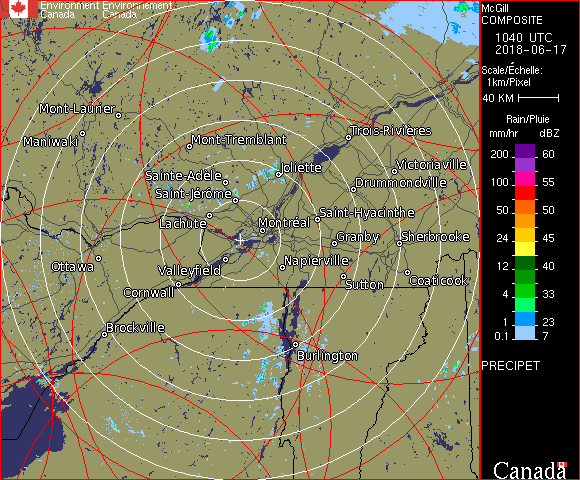 Environment Environnement
Canada Canada
McGill
COMPOSITE
1040 UTC
2018-06-17
Scale/Échelle:
1km/Pixel
40 KM
Rain/Pluie
mm/hr dBZ
200 60
100 55
50 50
24 45
12 40
4 33
1 23
0.1 7
PRECIPET
Mont-Laurier
Maniwaki
Mont-Tremblant
Trois-Rivières
Sainte-Adèle
Joliette
Victoriaville
Saint-Jérôme
Drummondville
Lachute
Montréal
Saint-Hyacinthe
Granby
Sherbrooke
Ottawa
Valleyfield
Napierville
Cornwall
Sutton
Coaticook
Brockville
Burlington
Canada